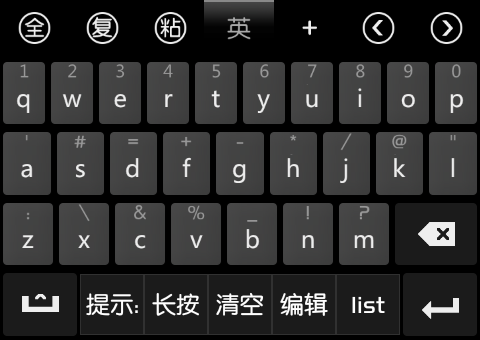 全 复 粘 英 +
1 2 3 4 5 6 7 8 9 0
q w e r t y u i o p
' # = + - * / @ "
a s d f g h j k l
: \ & % _ ! ?
z x c v b n m
提示: 长按 清空 编辑 list